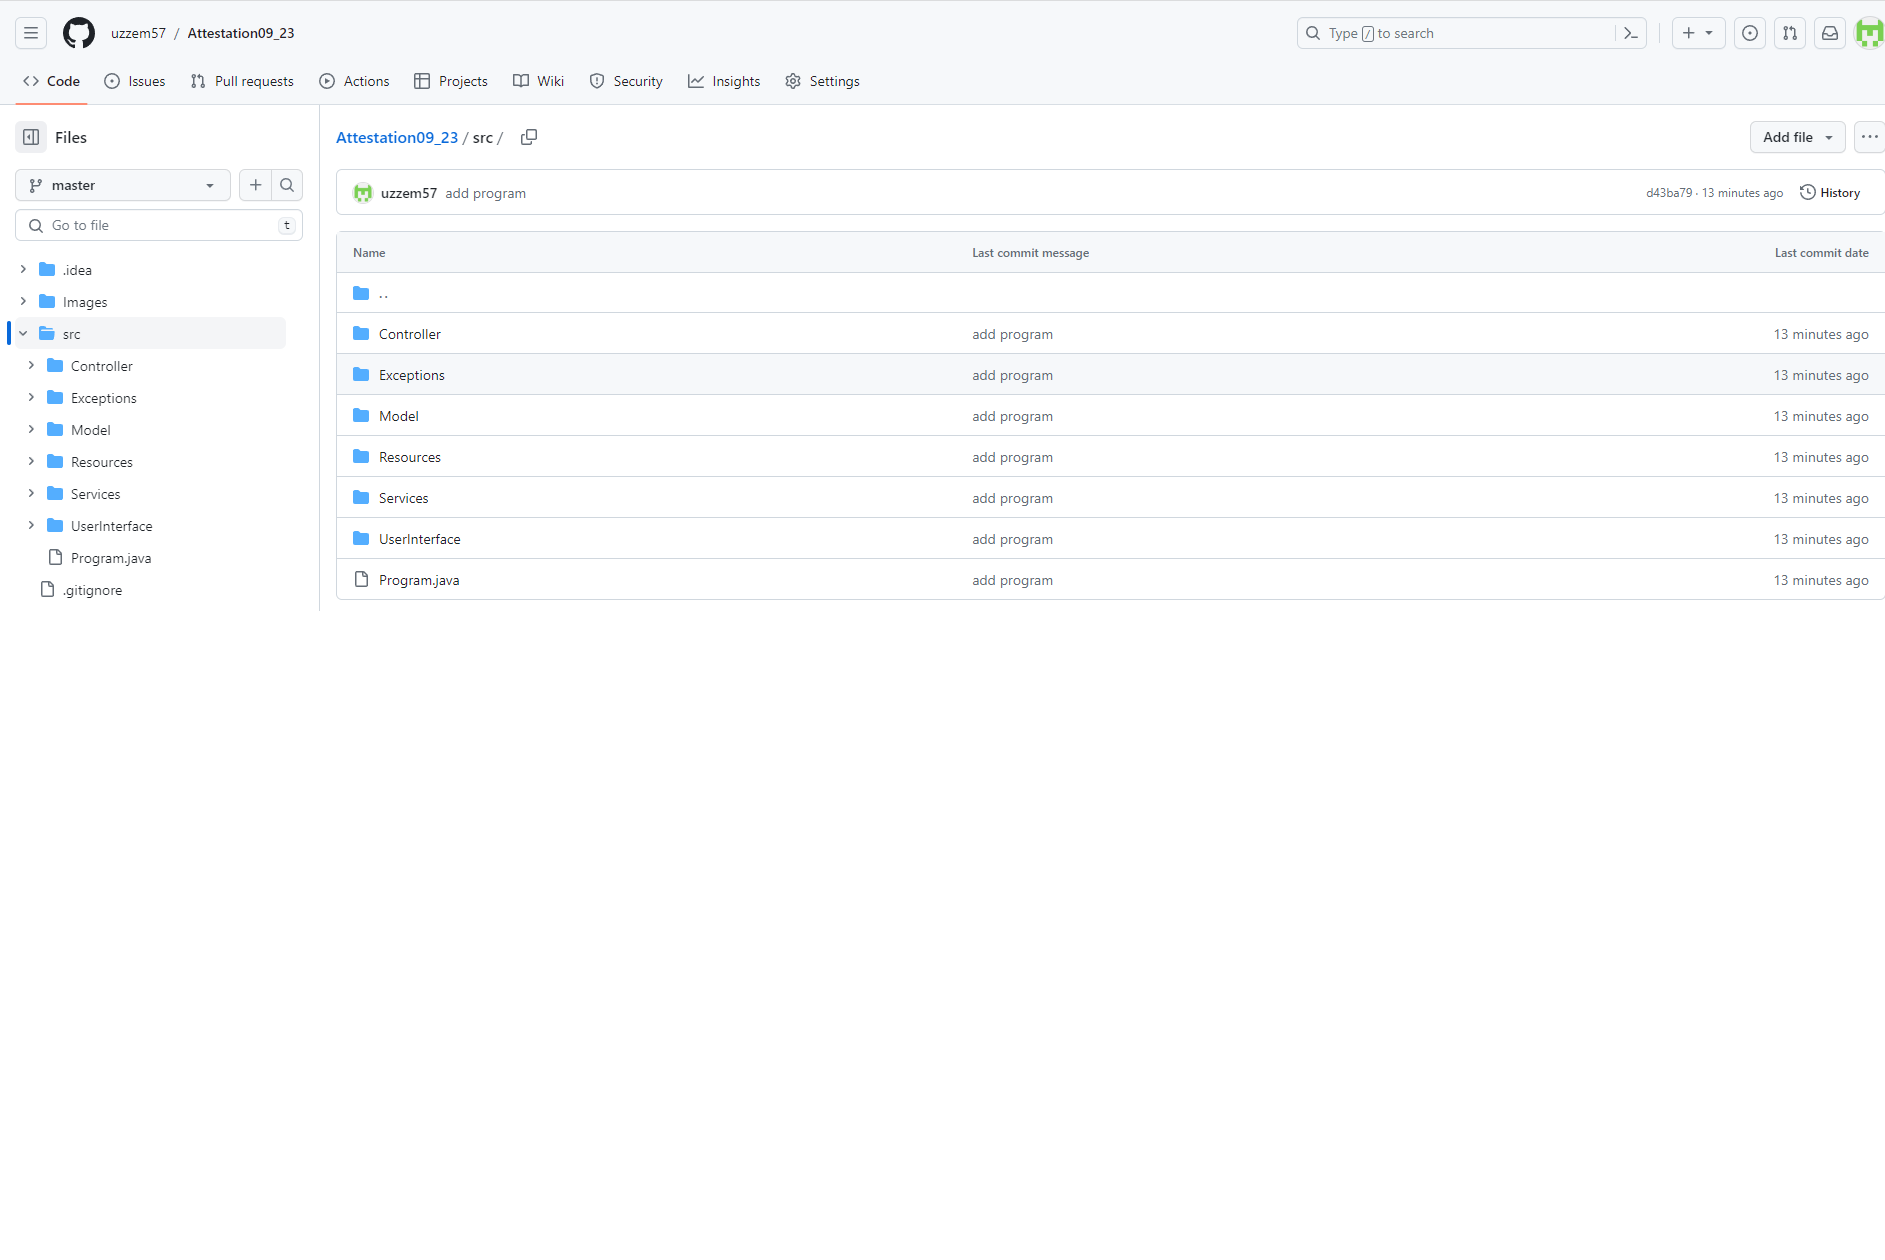 uzzem57 / Attestation09_23
Type / to search
Code Issues Pull requests Actions Projects Wiki Security Insights Settings
Files
master
Go to file t
.idea
Images
src
Controller
Exceptions
Model
Resources
Services
UserInterface
Program.java
.gitignore
Attestation09_23 / src /
Add file
uzzem57 add program d43ba79 · 13 minutes ago History
Name Last commit message Last commit date
..
Controller add program 13 minutes ago
Exceptions add program 13 minutes ago
Model add program 13 minutes ago
Resources add program 13 minutes ago
Services add program 13 minutes ago
UserInterface add program 13 minutes ago
Program.java add program 13 minutes ago